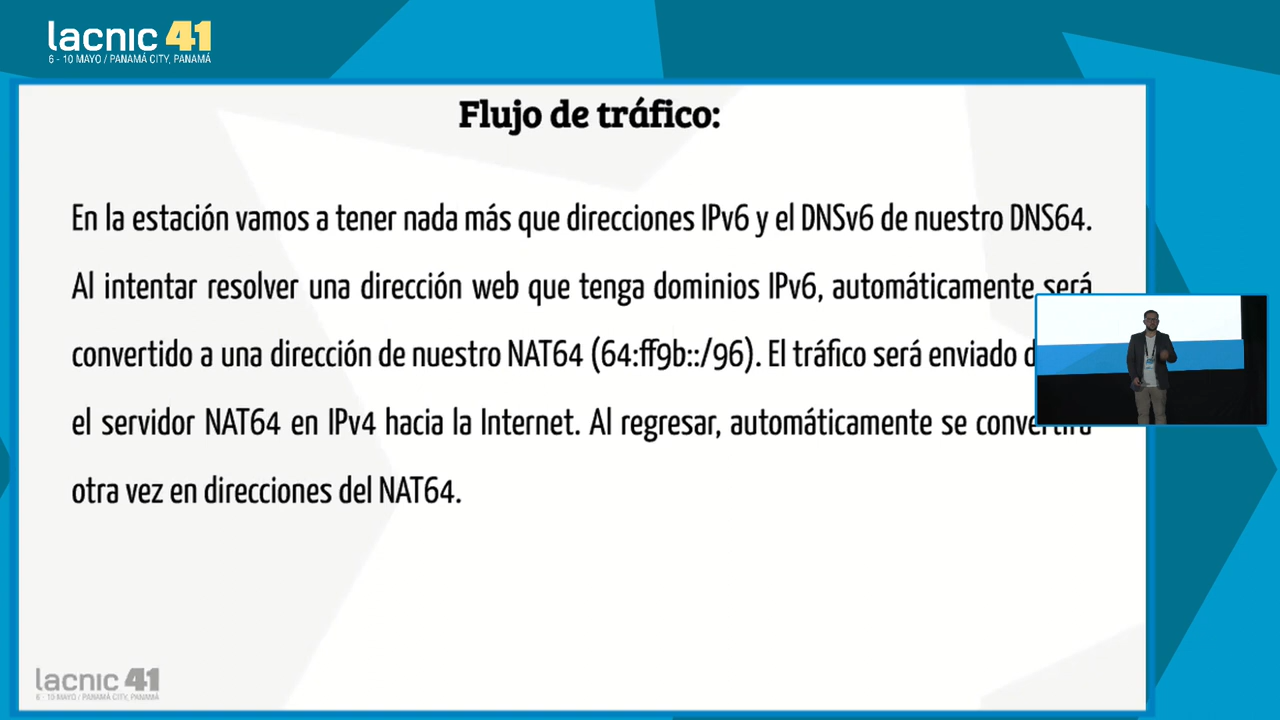 lacnic 41
6 - 10 MAYO / PANAMÁ CITY, PANAMÁ
Flujo de tráfico:
En la estación vamos a tener nada más que direcciones IPv6 y el DNSv6 de nuestro DNS64.
Al intentar resolver una dirección web que tenga dominios IPv6, automáticamente será
convertido a una dirección de nuestro NAT64 (64:ff9b::/96). El tráfico será enviado
el servidor NAT64 en IPv4 hacia la Internet. Al regresar, automáticamente se convertirá
otra vez en direcciones del NAT64.
lacnic 41
6 - 10 MAYO / PANAMÁ CITY, PANAMÁ